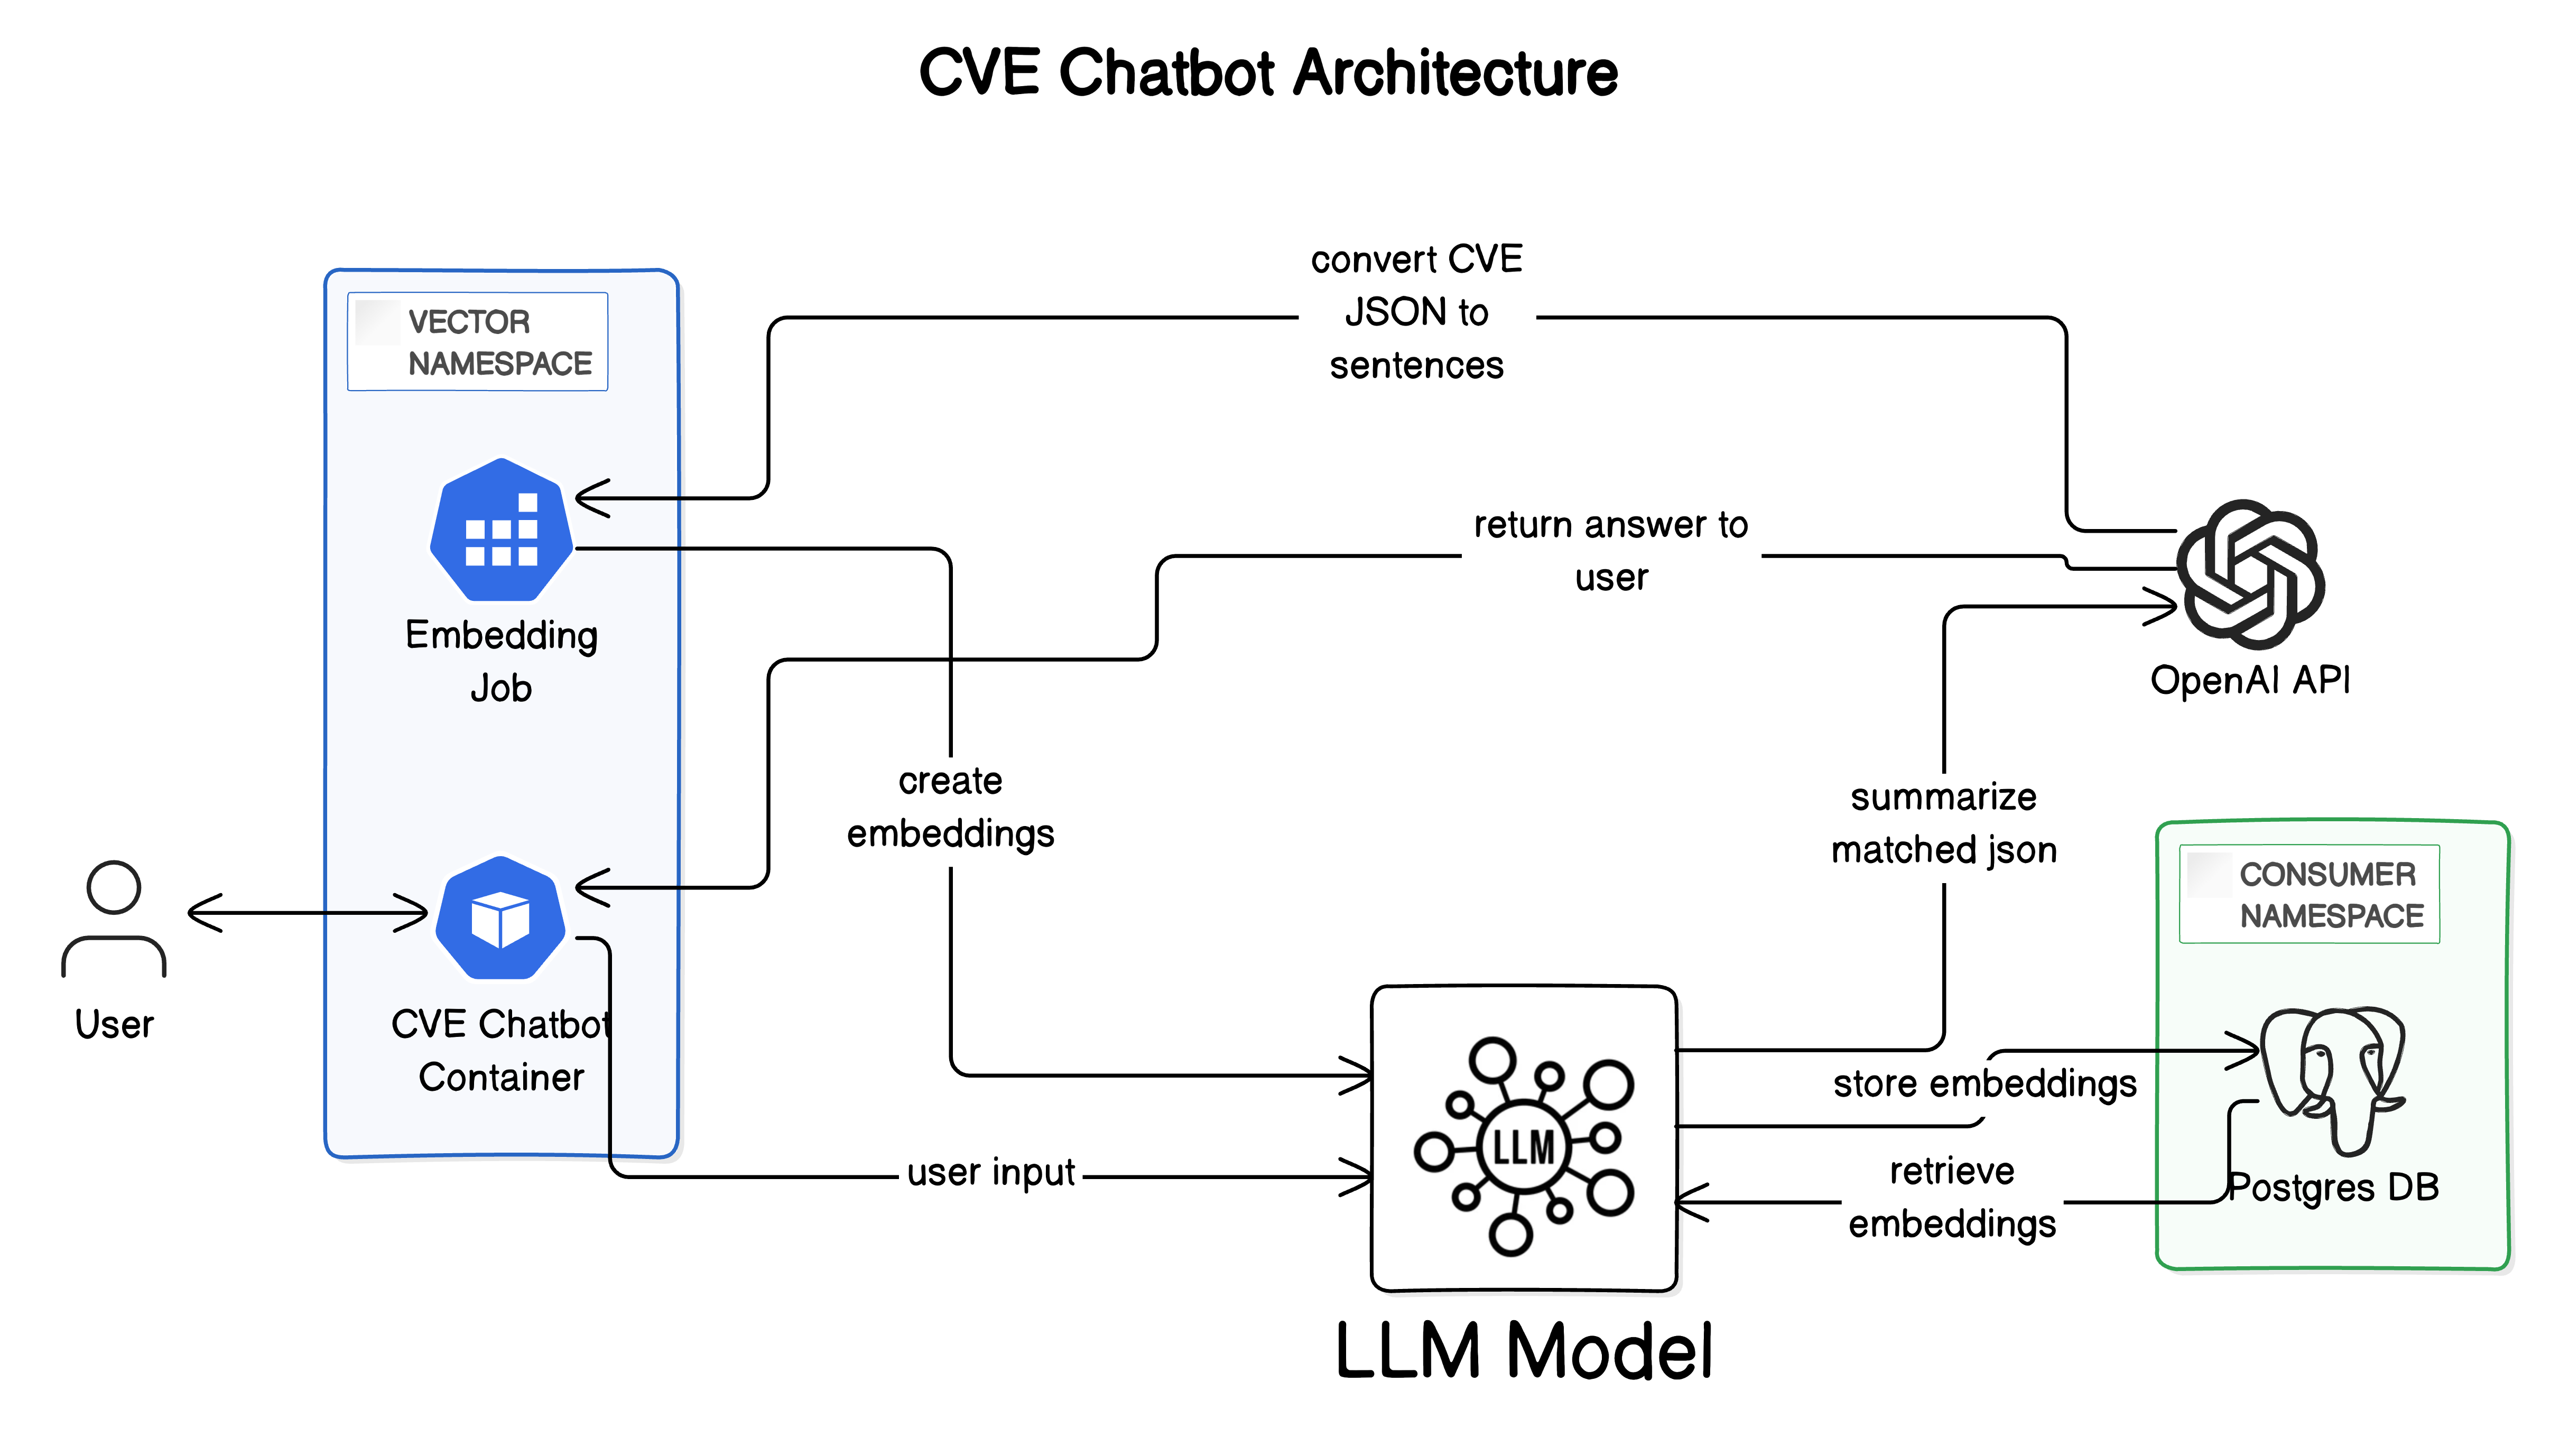 CVE Chatbot Architecture
convert CVE
JSON to
sentences
VECTOR
NAMESPACE
return answer to
user
Embedding
Job
OpenAI API
create
embeddings
summarize
matched json
CONSUMER
NAMESPACE
User
CVE Chatbot
Container
store embeddings
LLM
user input
retrieve
embeddings
Postgres DB
LLM Model